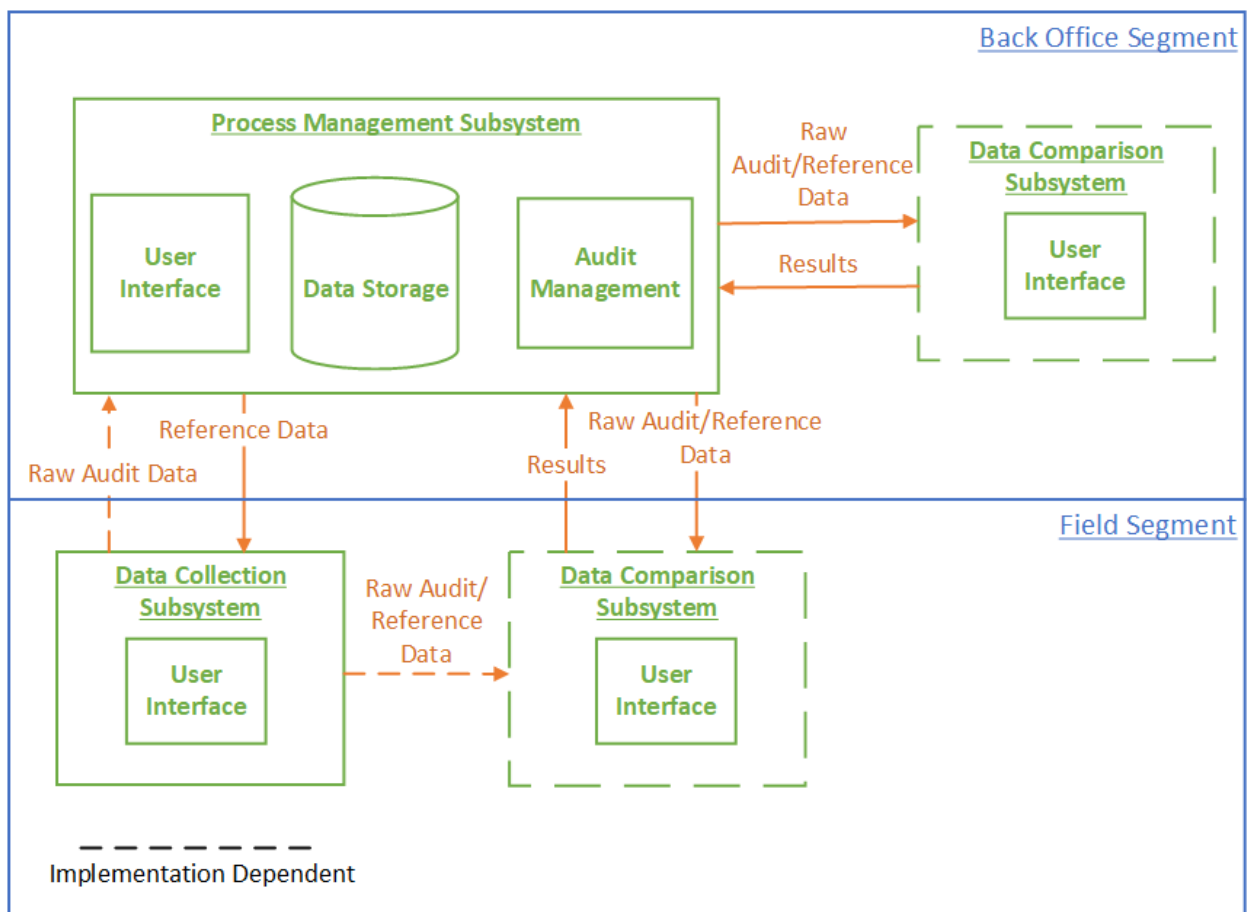 Back Office Segment
Process Management Subsystem
User
Interface
Data Storage
Audit
Management
Raw
Audit/Reference
Data
Results
Data Comparison
Subsystem
User
Interface
Raw Audit Data
Reference Data
Results
Raw Audit/Reference
Data
Field Segment
Data Collection
Subsystem
User
Interface
Raw Audit/
Reference
Data
Data Comparison
Subsystem
User
Interface
Implementation Dependent